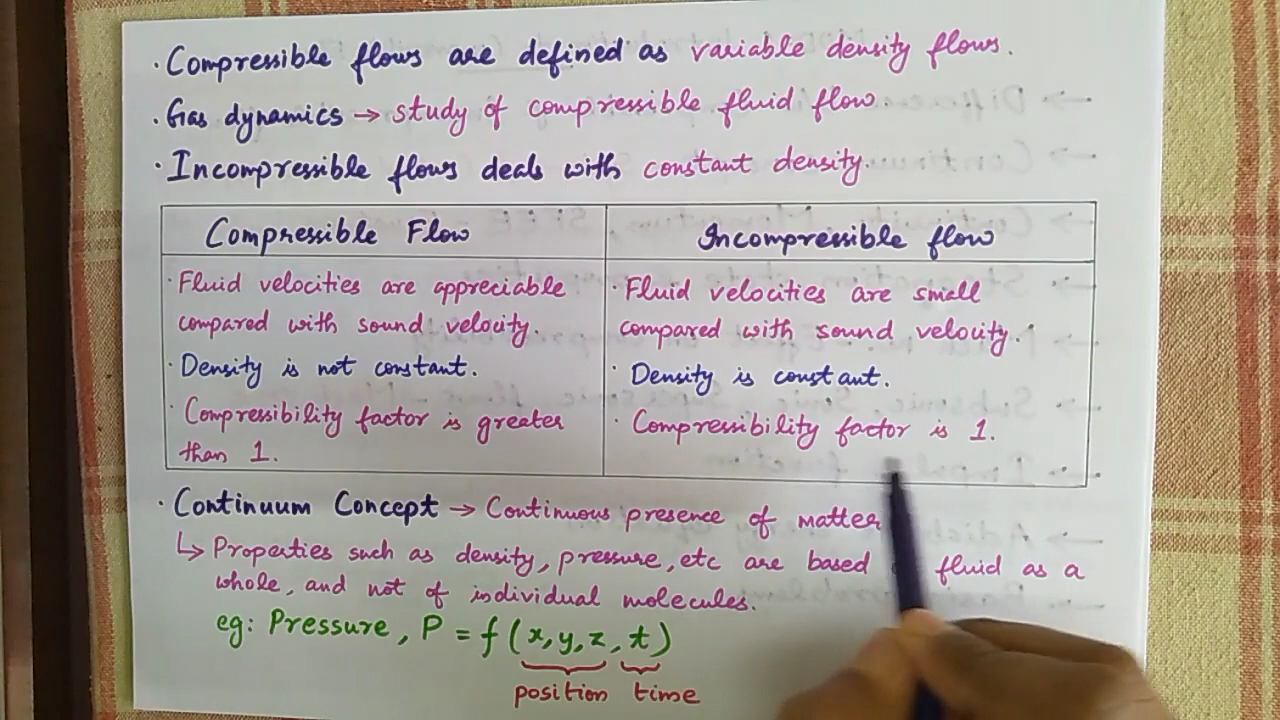 · Compressible flows are defined as variable density flows.
· Gas dynamics → study of compressible fluid flow
· Incompressible flows deals with constant density.
Compressible Flow
· Fluid velocities are appreciable
compared with sound velocity.
· Density is not constant.
· Compressibility factor is greater
than 1.
Incompressible flow
· Fluid velocities are small
compared with sound velocity.
· Density is constant.
· Compressibility factor is 1.
· Continuum Concept → Continuous presence of matter
↳ Properties such as density, pressure, etc are based fluid as a
whole, and not of individual molecules.
eg: Pressure, P = f (x, y, z, t)
position time